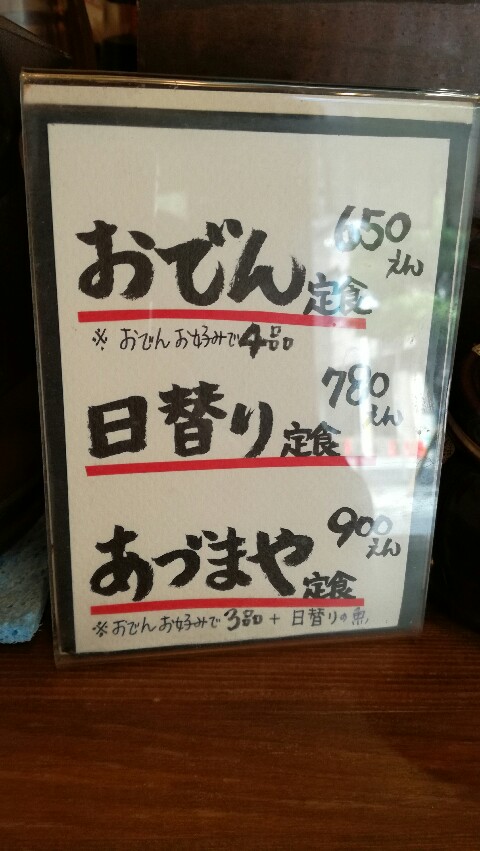 おでん定食 650えん
※おでんお好みで4品
日替り定食 780えん
あづまや定食 900えん
※おでんお好みで3品+日替りの魚